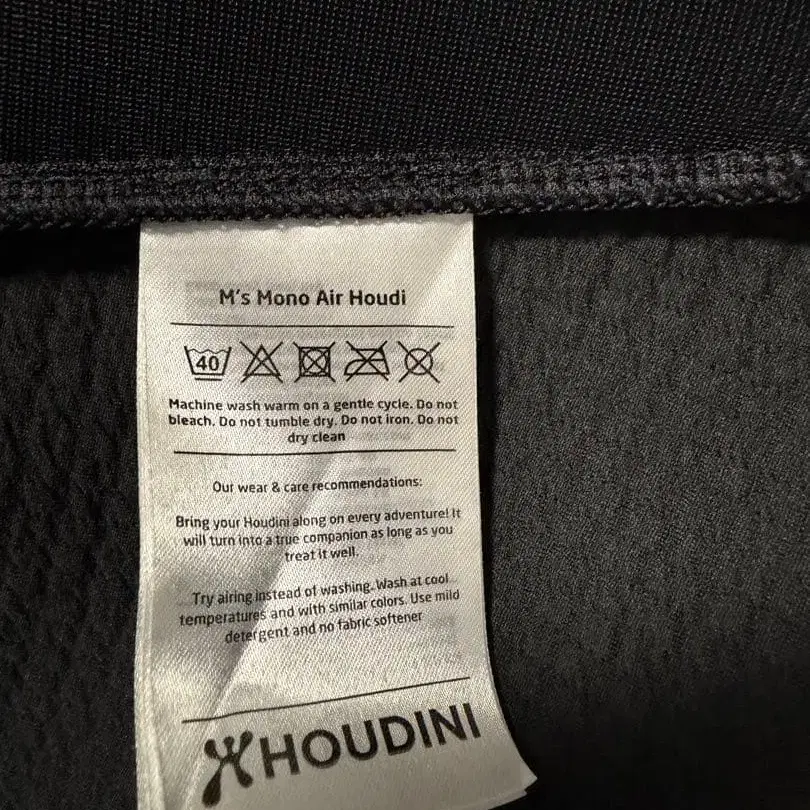 M's Mono Air Houdi
40
Machine wash warm on a gentle cycle. Do not
bleach. Do not tumble dry. Do not iron. Do not
dry clean
Our wear & care recommendations:
Bring your Houdini along on every adventure! It
will turn into a true companion as long as you
treat it well.
Try airing instead of washing. Wash at cool
temperatures and with similar colors. Use mild
detergent and no fabric softener
HOUDINI